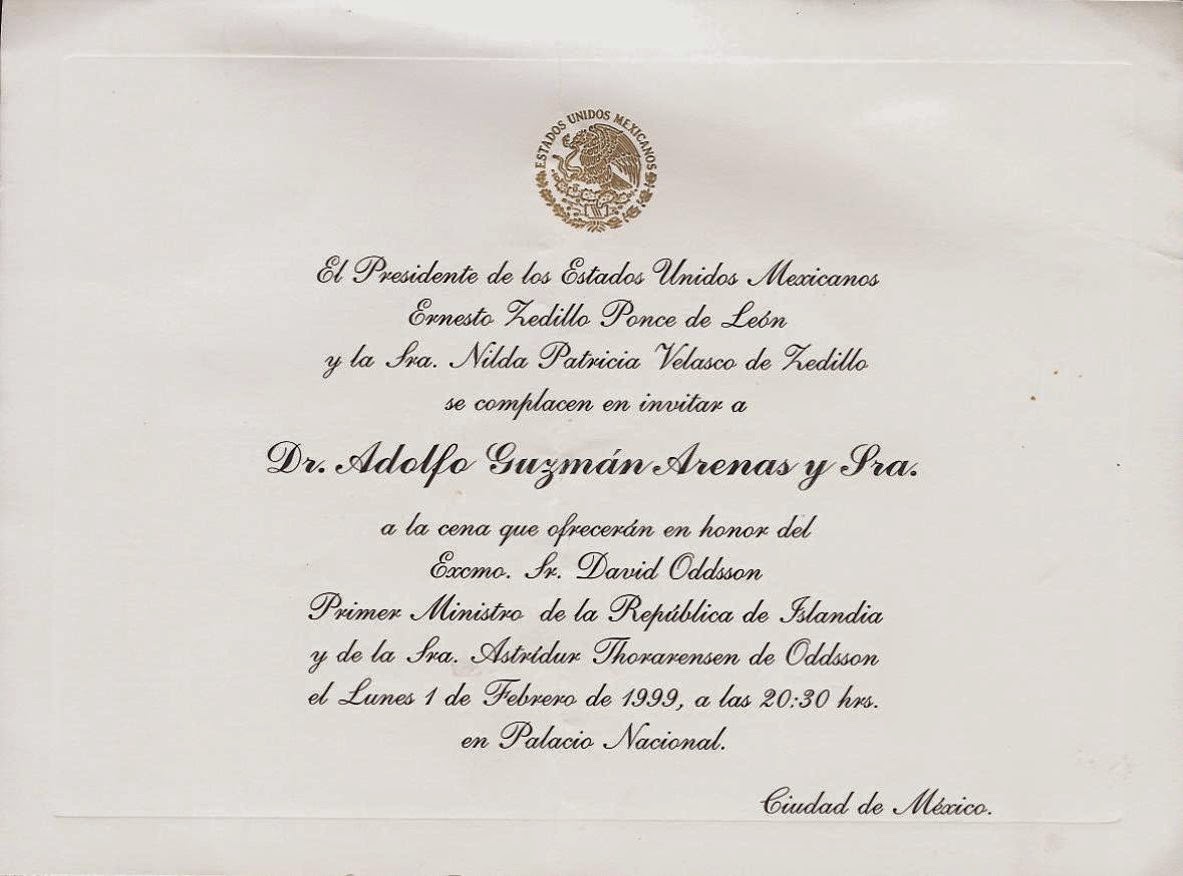 ESTADOS UNIDOS MEXICANOS
El Presidente de los Estados Unidos Mexicanos
Ernesto Zedillo Ponce de León
y la Sra. Nilda Patricia Velasco de Zedillo
se complacen en invitar a
Dr. Adolfo Guzmán Arenas y Sra.
a la cena que ofrecerán en honor del
Excmo. Sr. David Oddsson
Primer Ministro de la República de Islandia
y de la Sra. Astrídur Thorarensen de Oddsson
el Lunes 1 de Febrero de 1999, a las 20:30 hrs.
en Palacio Nacional.
Ciudad de México.